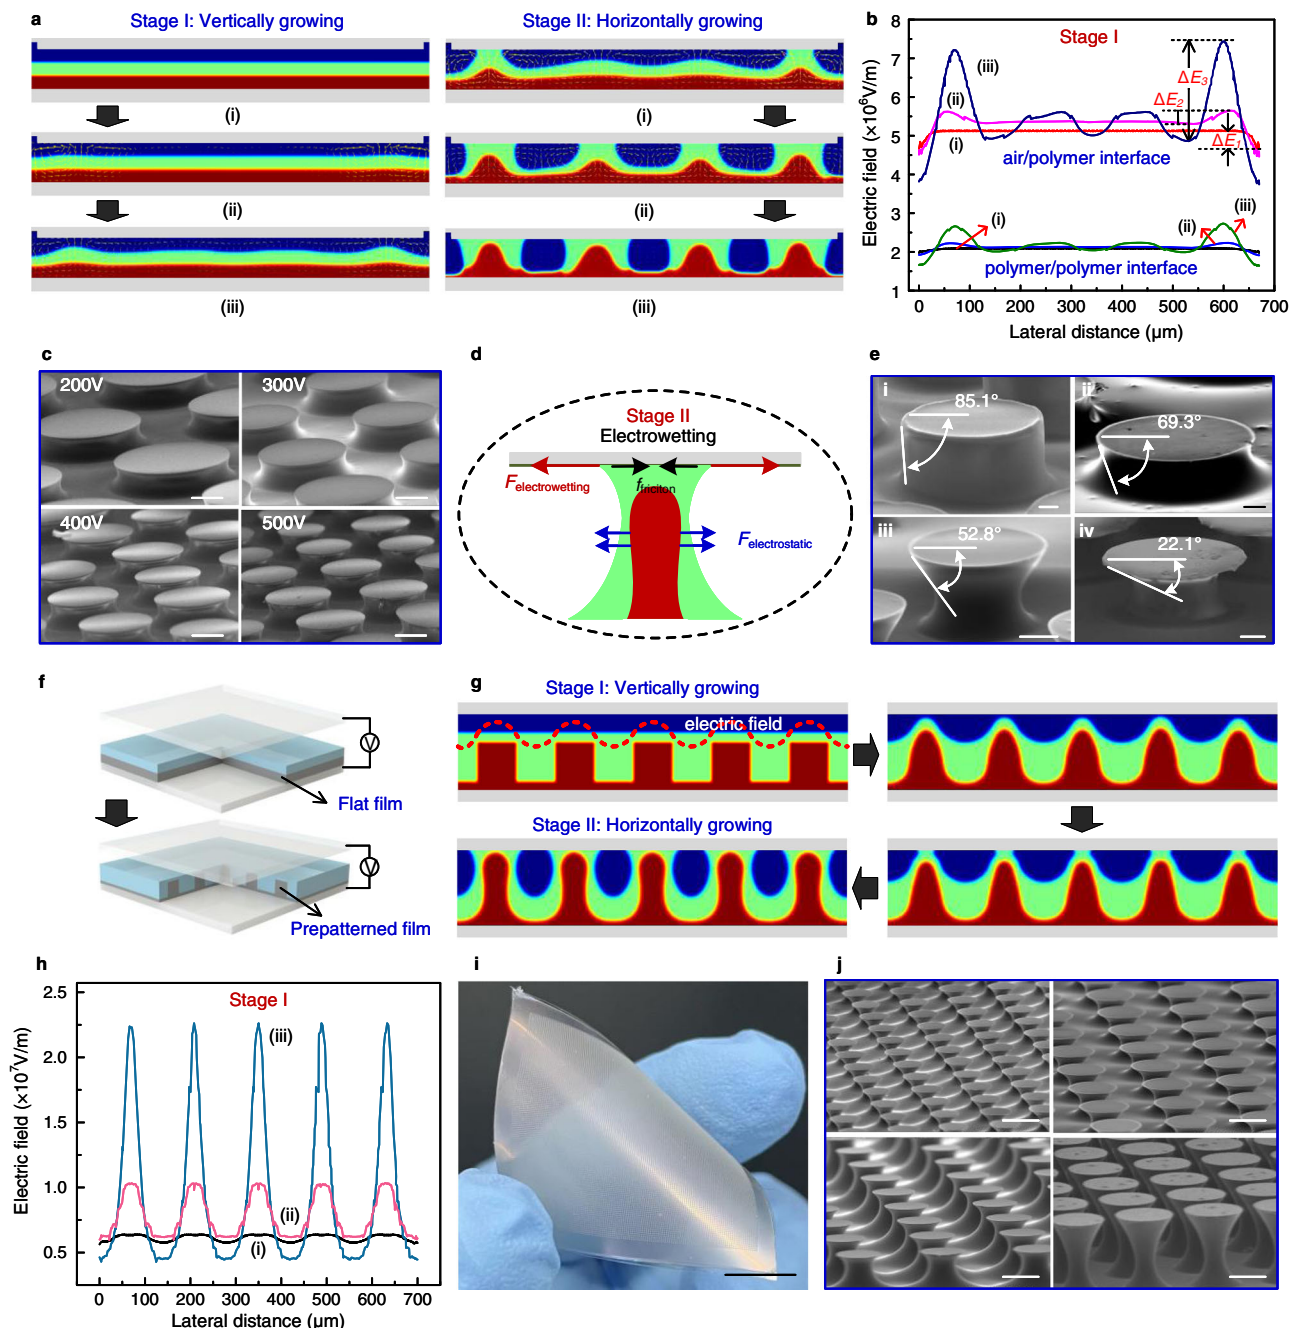 a
Stage I: Vertically growing
Stage II: Horizontally growing
(i)
(i)
(ii)
(ii)
(iii)
(iii)
b
8
7
6
5
4
3
2
1
Electric field (×10⁶V/m)
Stage I
(iii)
(ii)
(i)
ΔE₃
ΔE₂
ΔE₁
air/polymer interface
(i)
(ii)
(iii)
polymer/polymer interface
0 100 200 300 400 500 600 700
Lateral distance (µm)
c
200V
300V
400V
500V
d
Stage II
Electrowetting
Felectrowetting
ffriciton
Felectrostatic
e
i
85.1°
ii
69.3°
iii
52.8°
iv
22.1°
f
V
Flat film
V
Prepatterned film
g
Stage I: Vertically growing
electric field
Stage II: Horizontally growing
h
2.5
2.0
1.5
1.0
0.5
Electric field (×10⁷V/m)
Stage I
(iii)
(ii)
(i)
0 100 200 300 400 500 600 700
Lateral distance (µm)
i
j